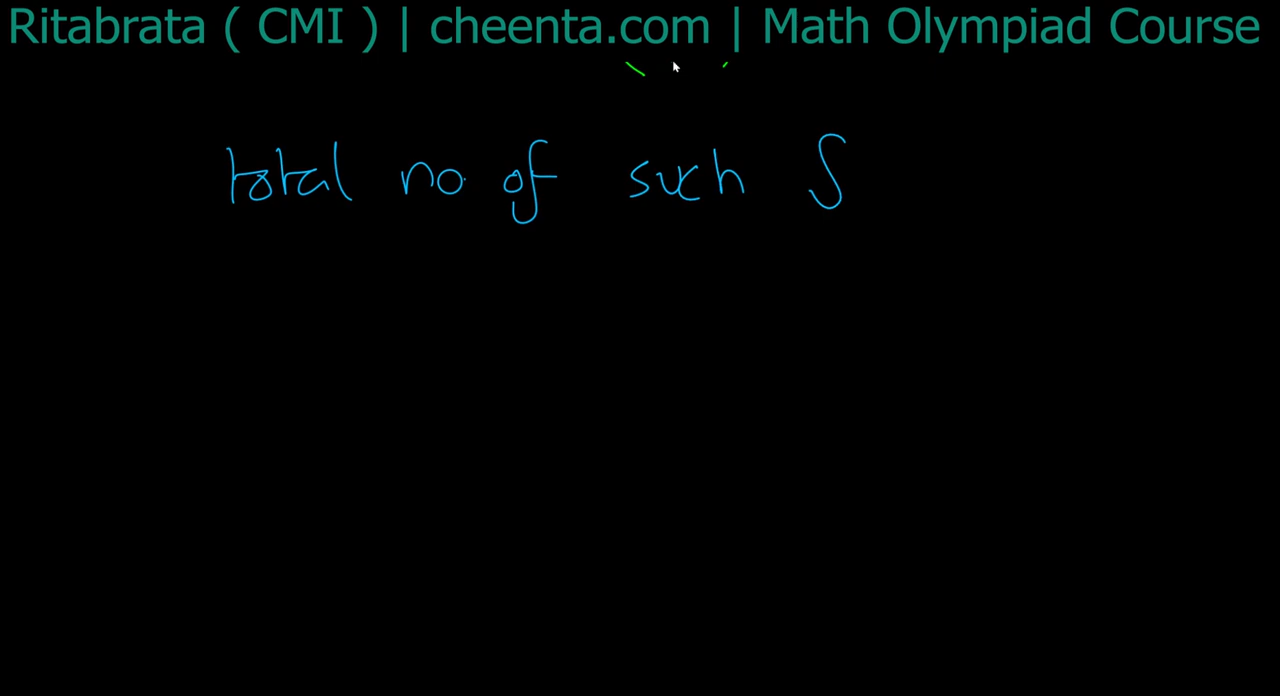 Ritabrata ( CMI ) | cheenta.com | Math Olympiad Course
total no of such S